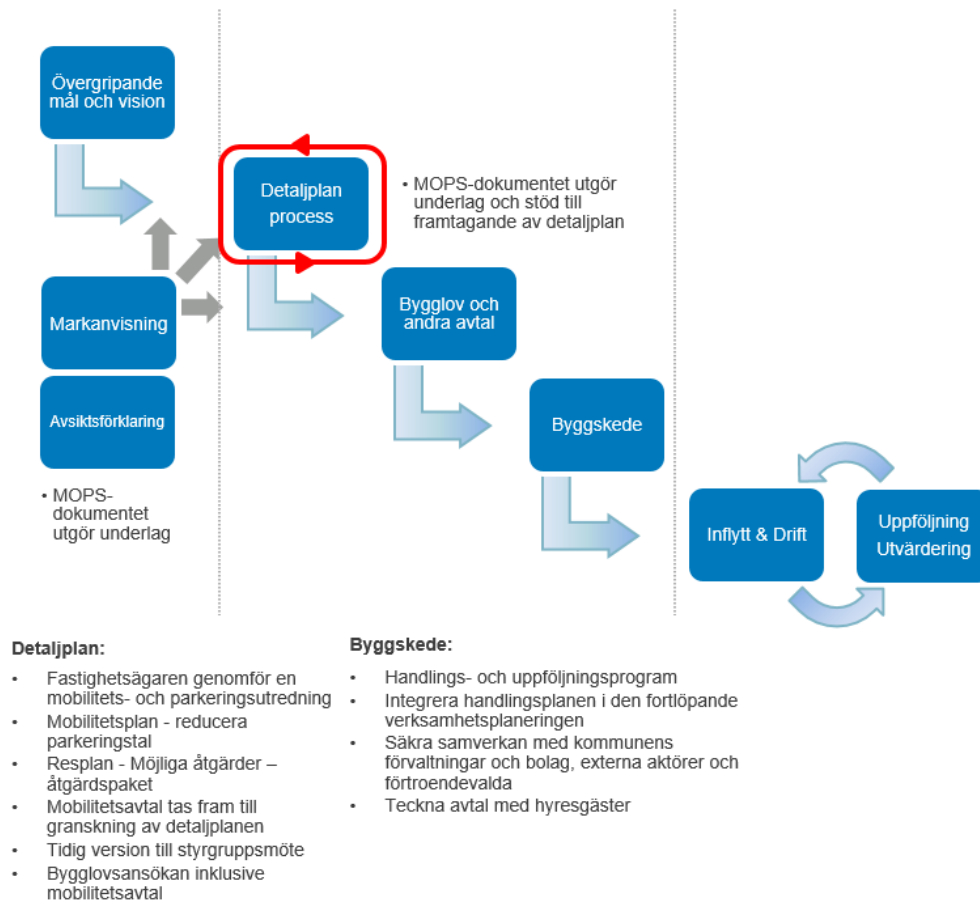 Övergripande
mål och vision
Detaljplan
process
• MOPS-dokumentet utgör
underlag och stöd till
framtagande av detaljplan
Markanvisning
Bygglov och
andra avtal
Avsiktsförklaring
Byggskede
• MOPS-
dokumentet
utgör underlag
Inflytt & Drift
Uppföljning
Utvärdering
Detaljplan:
• Fastighetsägaren genomför en
mobilitets- och parkeringsutredning
• Mobilitetsplan - reducera
parkeringstal
• Resplan - Möjliga åtgärder –
åtgärdspaket
• Mobilitetsavtal tas fram till
granskning av detaljplanen
• Tidig version till styrgruppsmöte
• Bygglovsansökan inklusive
mobilitetsavtal
Byggskede:
• Handlings- och uppföljningsprogram
• Integrera handlingsplanen i den fortlöpande
verksamhetsplaneringen
• Säkra samverkan med kommunens
förvaltningar och bolag, externa aktörer och
förtroendevalda
• Teckna avtal med hyresgäster